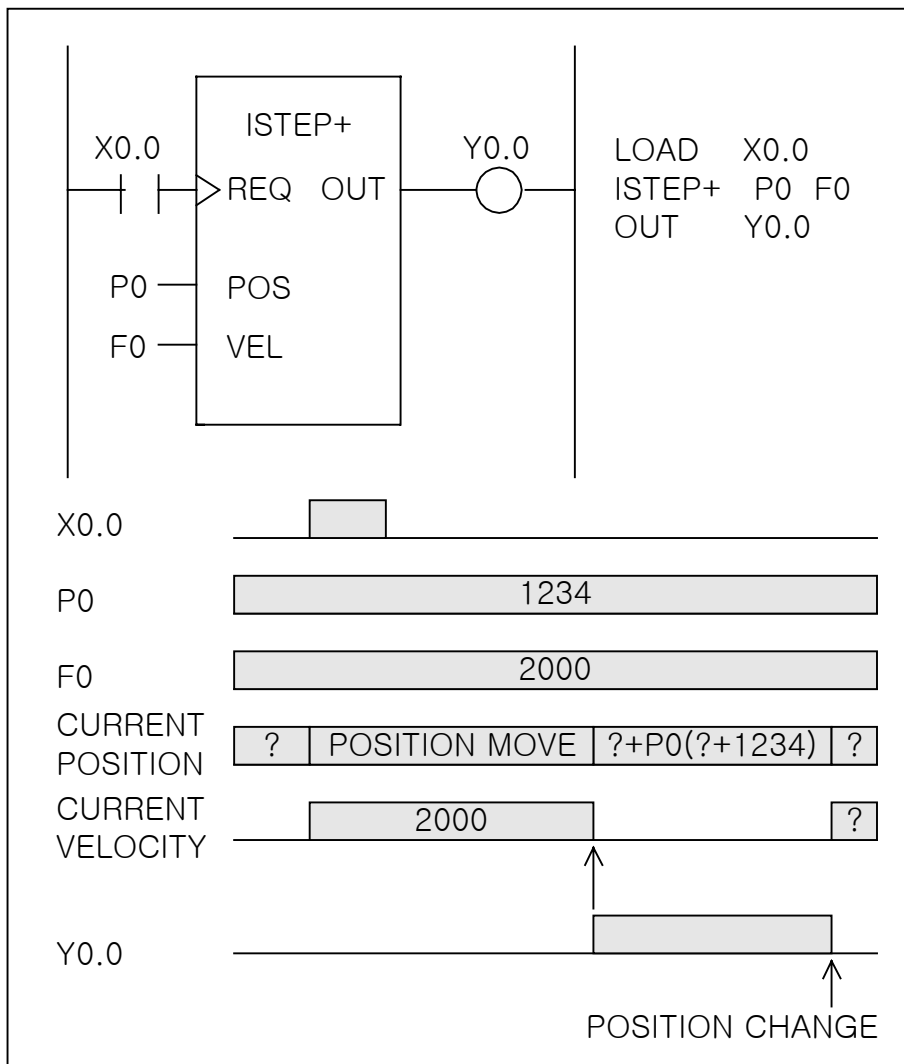 ISTEP+
X0.0
Y0.0
REQ OUT
P0
POS
F0
VEL
LOAD X0.0
ISTEP+ P0 F0
OUT Y0.0
X0.0
P0
1234
F0
2000
CURRENT
POSITION
? POSITION MOVE ?+P0(?+1234) ?
CURRENT
VELOCITY
2000 ?
Y0.0
POSITION CHANGE